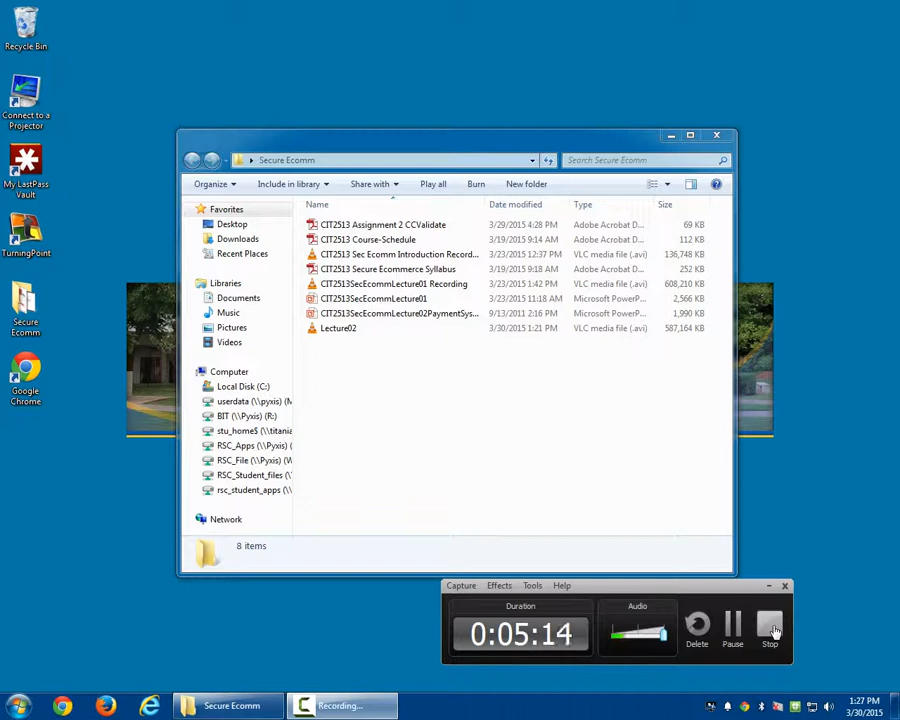 Recycle Bin
Connect to a
Projector
My LastPass
Vault
TurningPoint
Secure
Ecomm
Google
Chrome
Secure Ecomm
Search Secure Ecomm
Organize Include in library Share with Play all Burn New folder
Name Date modified Type Size
Favorites
Desktop
Downloads
Recent Places
Libraries
Documents
Music
Pictures
Videos
Computer
Local Disk (C:)
userdata (\\pyxis) (M
BIT (\\Pyxis) (R:)
stu_home$ (\\titania
RSC_Apps (\\Pyxis) (
RSC_File (\\Pyxis) (W
RSC_Student_files (\
rsc_student_apps (\\
Network
CIT2513 Assignment 2 CCValidate 3/29/2015 4:28 PM Adobe Acrobat D... 69 KB
CIT2513 Course-Schedule 3/19/2015 9:14 AM Adobe Acrobat D... 112 KB
CIT2513 Sec Ecomm Introduction Record... 3/23/2015 12:37 PM VLC media file (.avi) 136,748 KB
CIT2513 Secure Ecommerce Syllabus 3/19/2015 9:18 AM Adobe Acrobat D... 252 KB
CIT2513SecEcommLecture01 Recording 3/23/2015 1:42 PM VLC media file (.avi) 608,210 KB
CIT2513SecEcommLecture01 3/23/2015 11:18 AM Microsoft PowerP... 2,566 KB
CIT2513SecEcommLecture02PaymentSys... 9/13/2011 2:16 PM Microsoft PowerP... 1,990 KB
Lecture02 3/30/2015 1:21 PM VLC media file (.avi) 587,164 KB
8 items
Capture Effects Tools Help
Duration
0:05:14
Audio
Delete Pause Stop
Secure Ecomm
Recording...
1:27 PM
3/30/2015